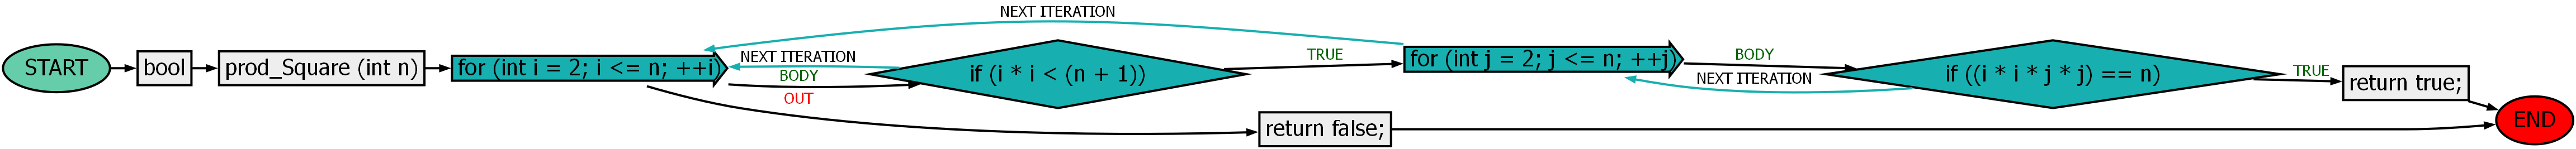 START
bool
prod_Square (int n)
for (int i = 2; i <= n; ++i)
NEXT ITERATION
BODY
OUT
if (i * i < (n + 1))
NEXT ITERATION
TRUE
for (int j = 2; j <= n; ++j)
BODY
NEXT ITERATION
if ((i * i * j * j) == n)
TRUE
return true;
return false;
END